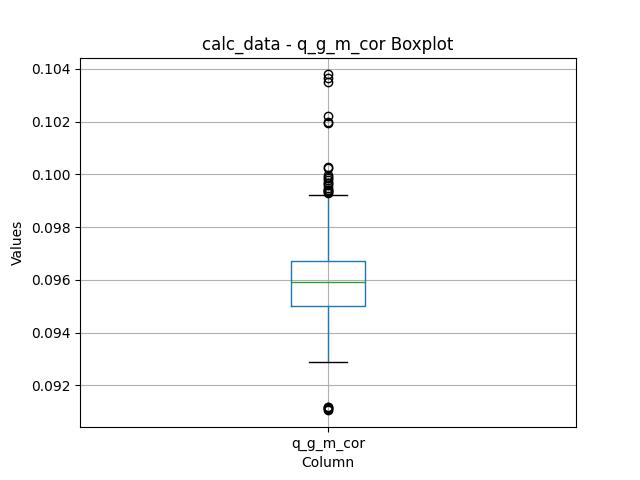 calc_data - q_g_m_cor Boxplot
0.104
0.102
0.100
0.098
0.096
0.094
0.092
Values
q_g_m_cor
Column